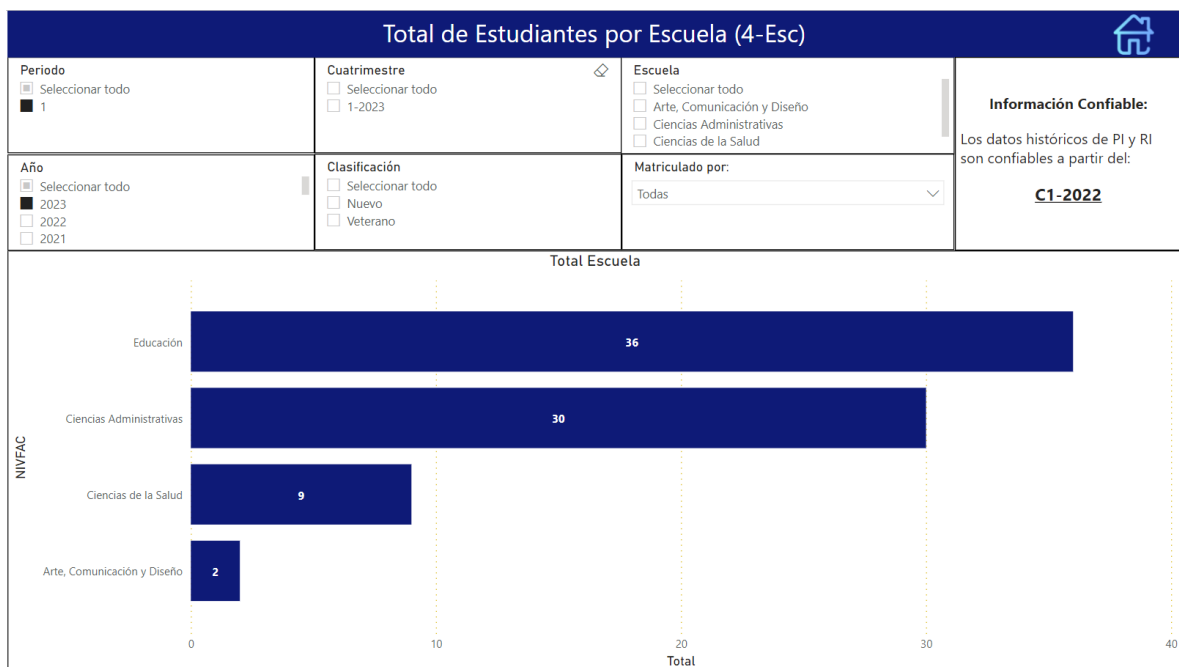 Total de Estudiantes por Escuela (4-Esc)
Periodo
Seleccionar todo
1
Cuatrimestre
Seleccionar todo
1-2023
Escuela
Seleccionar todo
Arte, Comunicación y Diseño
Ciencias Administrativas
Ciencias de la Salud
Información Confiable:
Los datos históricos de PI y RI
son confiables a partir del:
C1-2022
Año
Seleccionar todo
2023
2022
2021
Clasificación
Seleccionar todo
Nuevo
Veterano
Matriculado por:
Todas
Total Escuela
NIVFAC
Educación
36
Ciencias Administrativas
30
Ciencias de la Salud
9
Arte, Comunicación y Diseño
2
0
10
20
30
40
Total